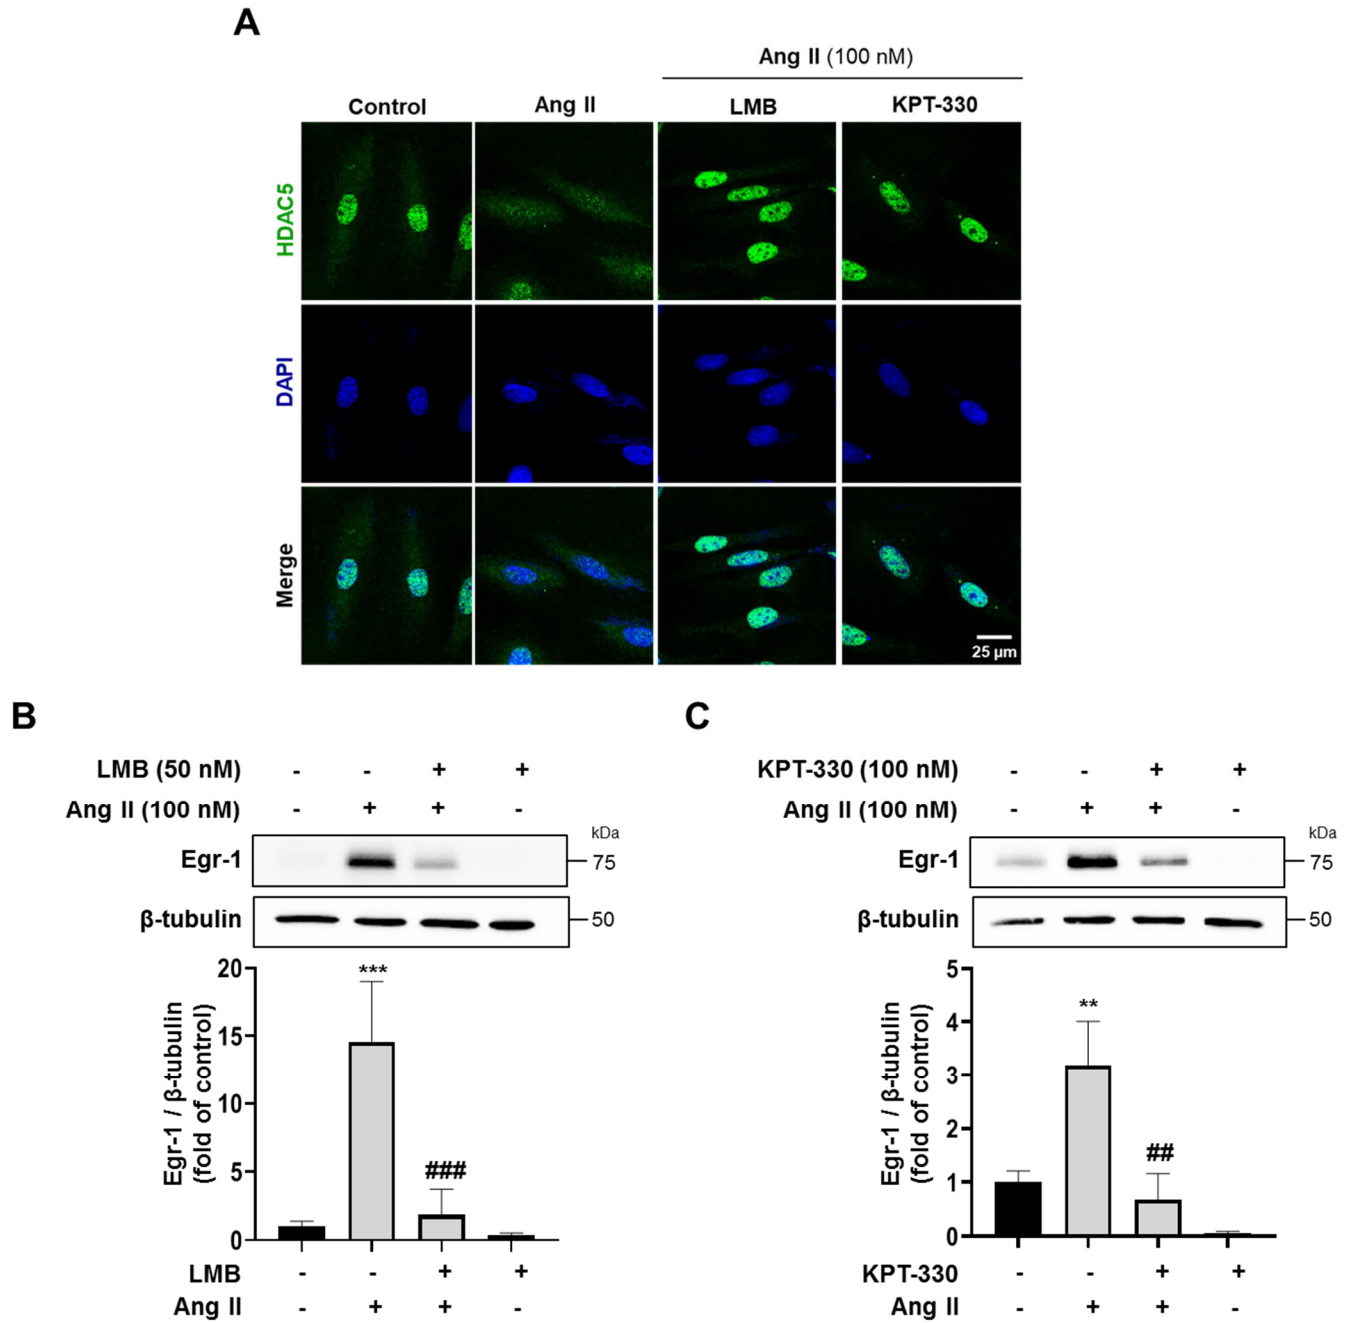 A
Ang II (100 nM)
Control Ang II LMB KPT-330
HDAC5
DAPI
Merge
25 µm
B
LMB (50 nM) - - + +
Ang II (100 nM) - + + -
kDa
Egr-1 75
β-tubulin 50
Egr-1 / β-tubulin
(fold of control)
20
15
10
5
0
***
###
LMB - - + +
Ang II - + + -
C
KPT-330 (100 nM) - - + +
Ang II (100 nM) - + + -
kDa
Egr-1 75
β-tubulin 50
Egr-1 / β-tubulin
(fold of control)
5
4
3
2
1
0
**
##
KPT-330 - - + +
Ang II - + + -